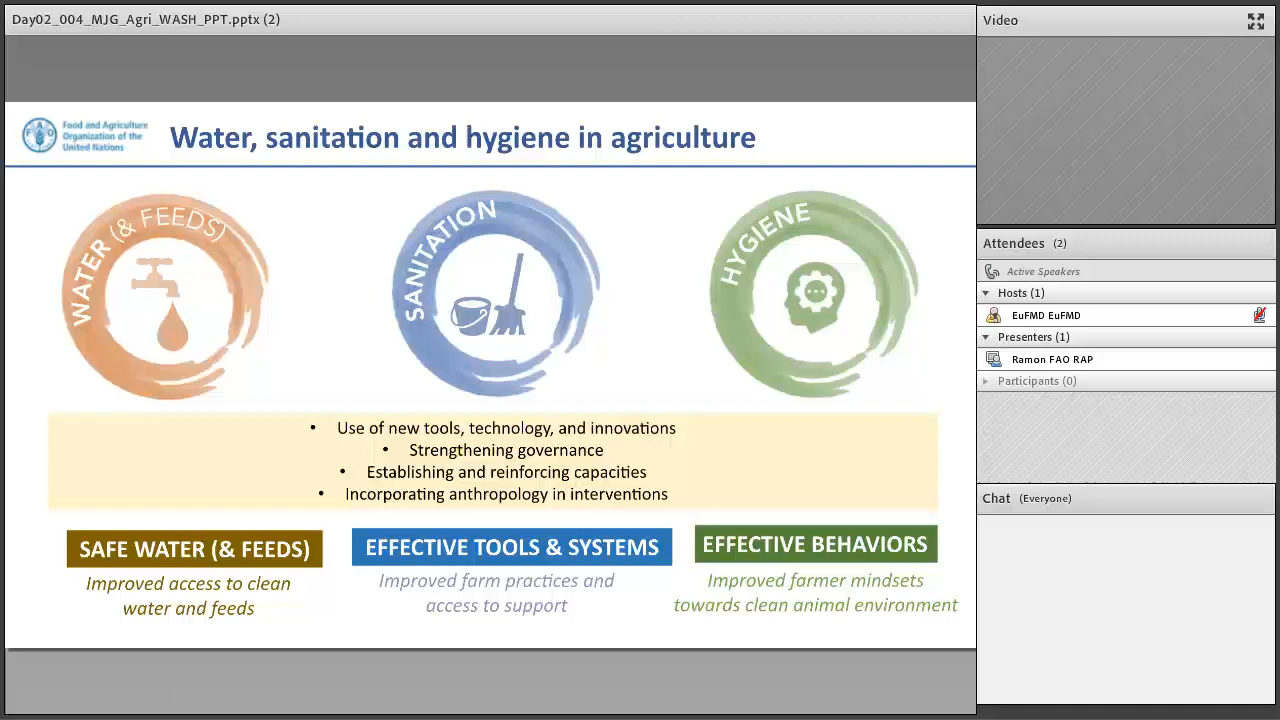 Day02_004_MJG_Agri_WASH_PPT.pptx (2)
Food and Agriculture
Organization of the
United Nations
Water, sanitation and hygiene in agriculture
WATER (& FEEDS)
SANITATION
HYGIENE
• Use of new tools, technology, and innovations
• Strengthening governance
• Establishing and reinforcing capacities
• Incorporating anthropology in interventions
SAFE WATER (& FEEDS)
Improved access to clean
water and feeds
EFFECTIVE TOOLS & SYSTEMS
Improved farm practices and
access to support
EFFECTIVE BEHAVIORS
Improved farmer mindsets
towards clean animal environment
Video
Attendees (2)
Active Speakers
Hosts (1)
EuFMD EuFMD
Presenters (1)
Ramon FAO RAP
Participants (0)
Chat (Everyone)